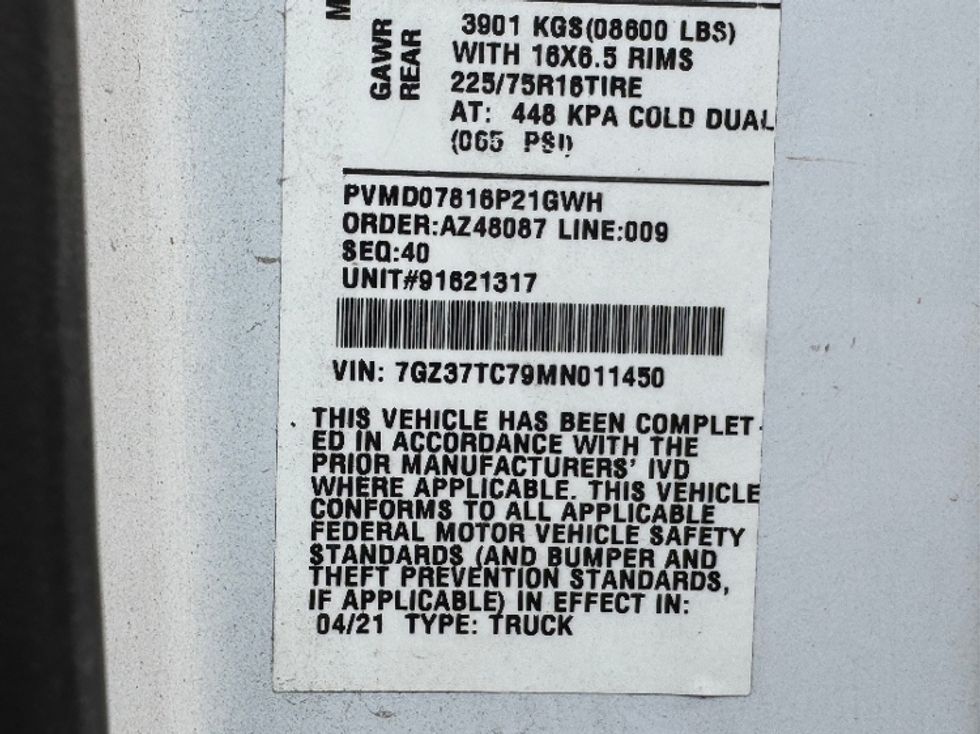 GAWR
REAR
3901 KGS(08600 LBS)
WITH 16X6.5 RIMS
225/75R16TIRE
AT: 448 KPA COLD DUAL
(065 PSI)
PVMD07816P21GWH
ORDER:AZ48087 LINE:009
SEQ:40
UNIT#91621317
VIN: 7GZ37TC79MN011450
THIS VEHICLE HAS BEEN COMPLET
ED IN ACCORDANCE WITH THE
PRIOR MANUFACTURERS' IVD
WHERE APPLICABLE. THIS VEHICLE
CONFORMS TO ALL APPLICABLE
FEDERAL MOTOR VEHICLE SAFETY
STANDARDS (AND BUMPER AND
THEFT PREVENTION STANDARDS,
IF APPLICABLE) IN EFFECT IN:
04/21 TYPE: TRUCK